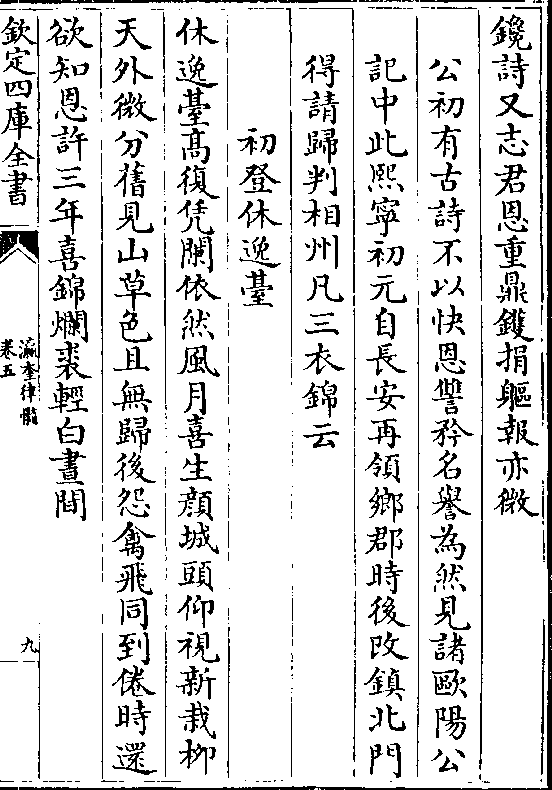 鑱詩又志君恩重鼎鑊捐軀報亦微
公初有古詩不以快恩讐矜名譽為然見諸歐陽公
記中此熙寧初元自長安再領鄉郡時後改鎮北門
得請歸判相州凡三衣錦云
初登休逸臺
休逸臺髙復凭闌依然風月喜生顔城頭仰視新栽栁
天外微分舊見山草色且無歸後怨禽飛同到倦時還
欲知恩許三年喜錦爛裘輕白晝閒
欽定四庫全書
瀛奎律髓
卷五
九